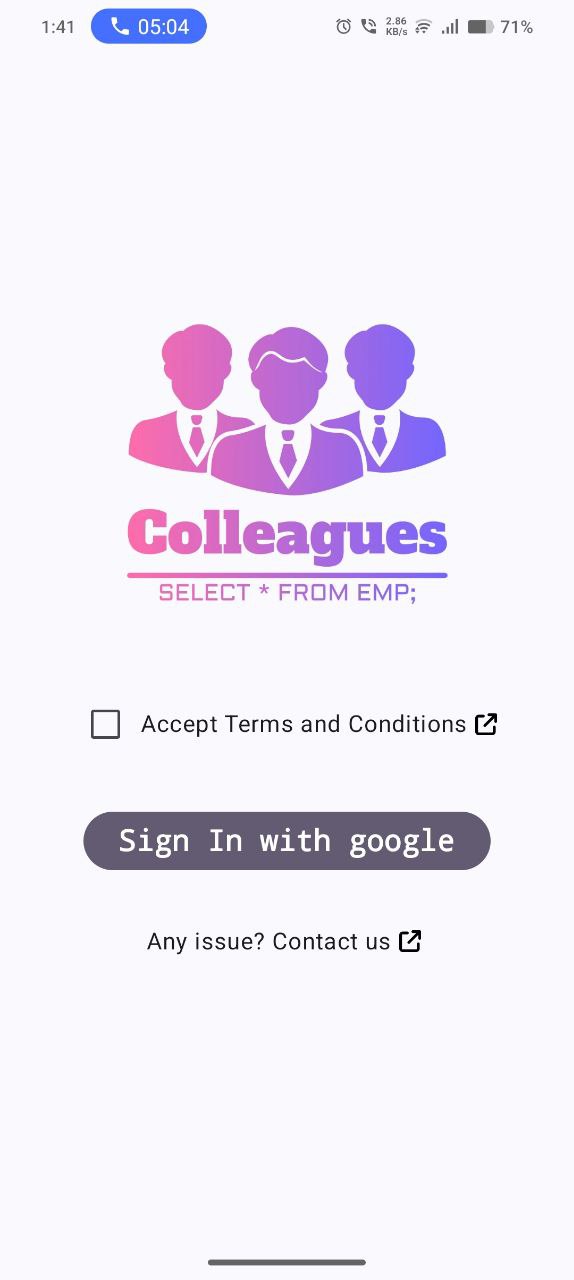 1:41 05:04 2.86 KB/s 71%
Colleagues
SELECT * FROM EMP;
Accept Terms and Conditions
Sign In with google
Any issue? Contact us